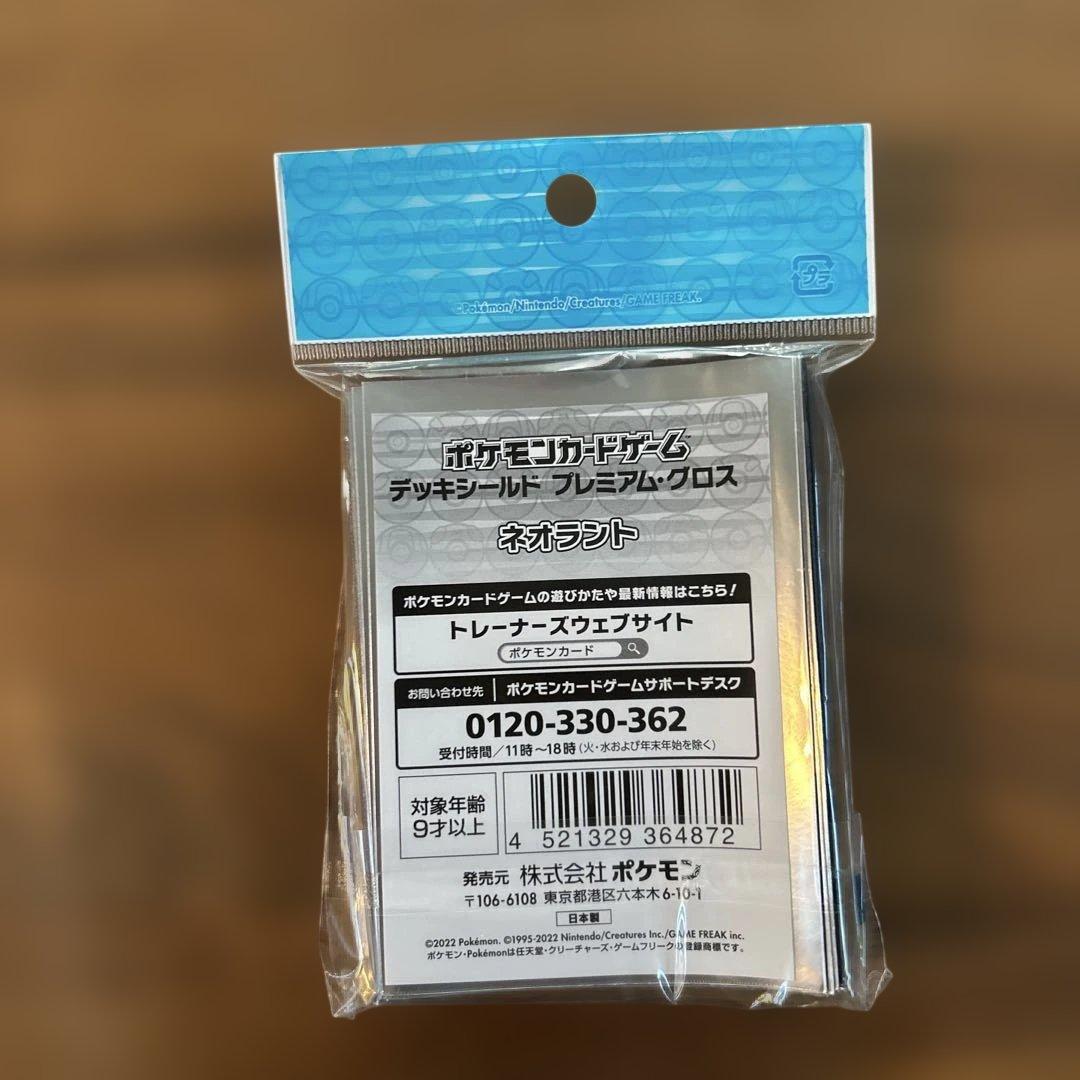 プラ
©Pokémon/Nintendo/Creatures/GAME FREAK.
ポケモンカードゲーム™
デッキシールド プレミアム・グロス
ネオラント
ポケモンカードゲームの遊びかたや最新情報はこちら!
トレーナーズウェブサイト
ポケモンカード
お問い合わせ先 | ポケモンカードゲームサポートデスク
0120-330-362
受付時間/11時~18時(火・水および年末年始を除く)
対象年齢
9才以上
4 521329 364872
発売元 株式会社ポケモン
〒106-6108 東京都港区六本木6-10-1
日本製
©2022 Pokémon. ©1995-2022 Nintendo/Creatures Inc./GAME FREAK inc.
ポケモン・Pokémonは任天堂・クリーチャーズ・ゲームフリークの登録商標です。